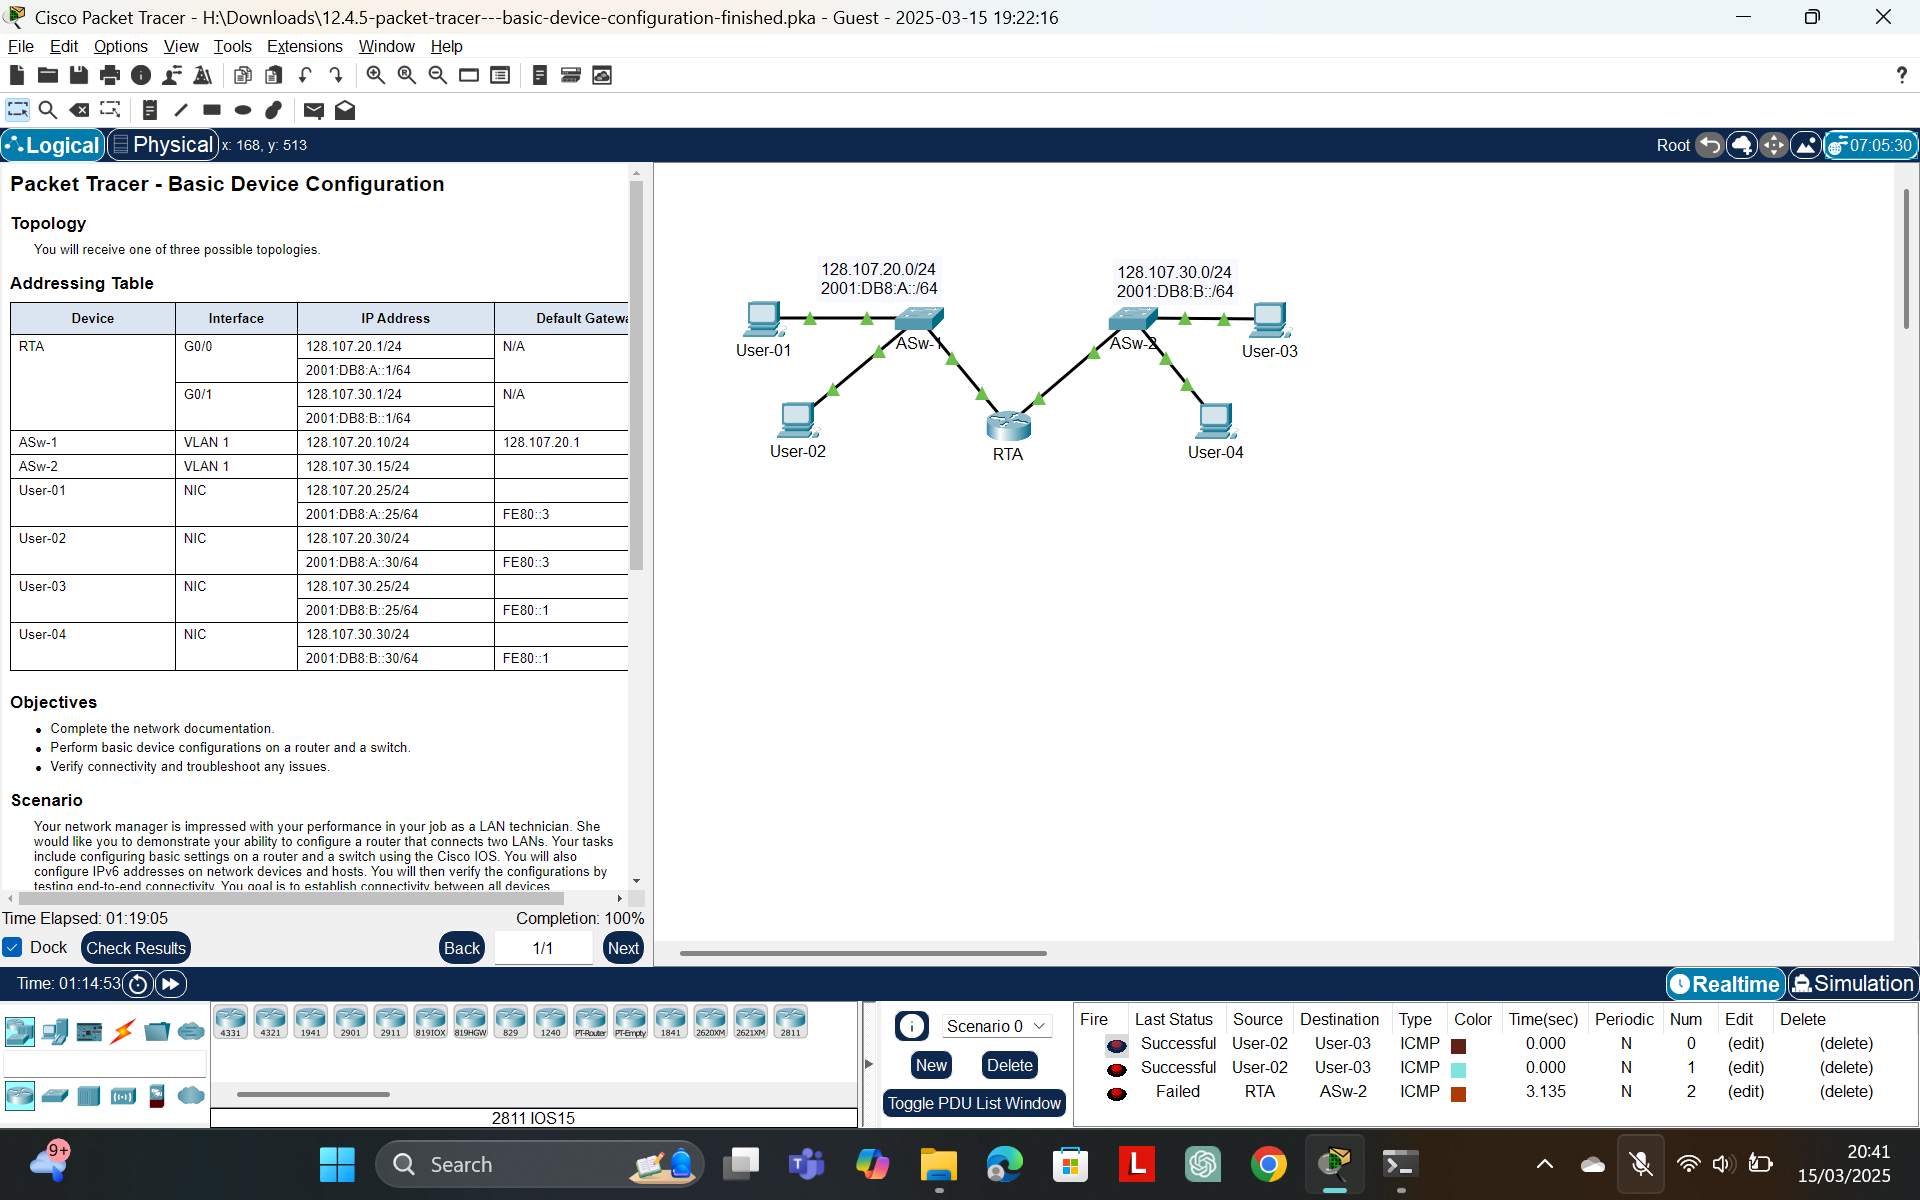 Cisco Packet Tracer - H:\Downloads\12.4.5-packet-tracer---basic-device-configuration-finished.pka - Guest - 2025-03-15 19:22:16
File Edit Options View Tools Extensions Window Help
?
Logical Physical x: 168, y: 513 Root 07:05:30
Packet Tracer - Basic Device Configuration
Topology
You will receive one of three possible topologies.
Addressing Table
Device Interface IP Address Default Gatewa
RTA G0/0 128.107.20.1/24 N/A
2001:DB8:A::1/64
G0/1 128.107.30.1/24 N/A
2001:DB8:B::1/64
ASw-1 VLAN 1 128.107.20.10/24 128.107.20.1
ASw-2 VLAN 1 128.107.30.15/24
User-01 NIC 128.107.20.25/24
2001:DB8:A::25/64 FE80::3
User-02 NIC 128.107.20.30/24
2001:DB8:A::30/64 FE80::3
User-03 NIC 128.107.30.25/24
2001:DB8:B::25/64 FE80::1
User-04 NIC 128.107.30.30/24
2001:DB8:B::30/64 FE80::1
Objectives
Complete the network documentation.
Perform basic device configurations on a router and a switch.
Verify connectivity and troubleshoot any issues.
Scenario
Your network manager is impressed with your performance in your job as a LAN technician. She
would like you to demonstrate your ability to configure a router that connects two LANs. Your tasks
include configuring basic settings on a router and a switch using the Cisco IOS. You will also
configure IPv6 addresses on network devices and hosts. You will then verify the configurations by
testing end-to-end connectivity. You goal is to establish connectivity between all devices
Time Elapsed: 01:19:05 Completion: 100%
Dock Check Results Back 1/1 Next
128.107.20.0/24
2001:DB8:A::/64
128.107.30.0/24
2001:DB8:B::/64
User-01
ASw-1
ASw-2
User-03
User-02
RTA
User-04
Time: 01:14:53 Realtime Simulation
4331 4321 1941 2901 2911 819IOX 819HGW 829 1240 PT-Router PT-Empty 1841 2620XM 2621XM 2811
2811 IOS15
Scenario 0
New Delete
Toggle PDU List Window
Fire Last Status Source Destination Type Color Time(sec) Periodic Num Edit Delete
Successful User-02 User-03 ICMP 0.000 N 0 (edit) (delete)
Successful User-02 User-03 ICMP 0.000 N 1 (edit) (delete)
Failed RTA ASw-2 ICMP 3.135 N 2 (edit) (delete)
9+
Search
L
20:41
15/03/2025